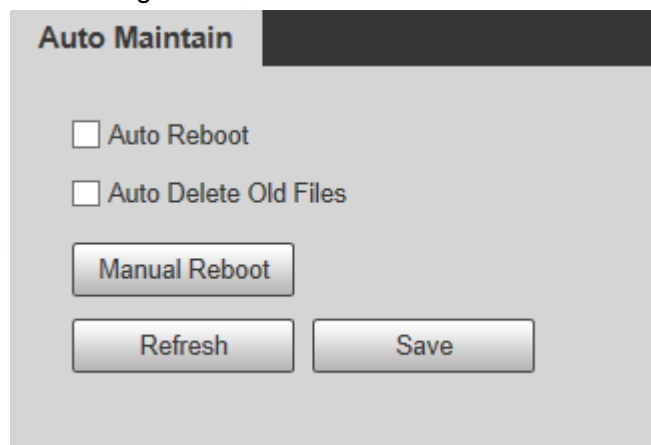 Auto Maintain
Auto Reboot
Auto Delete Old Files
Manual Reboot
Refresh Save